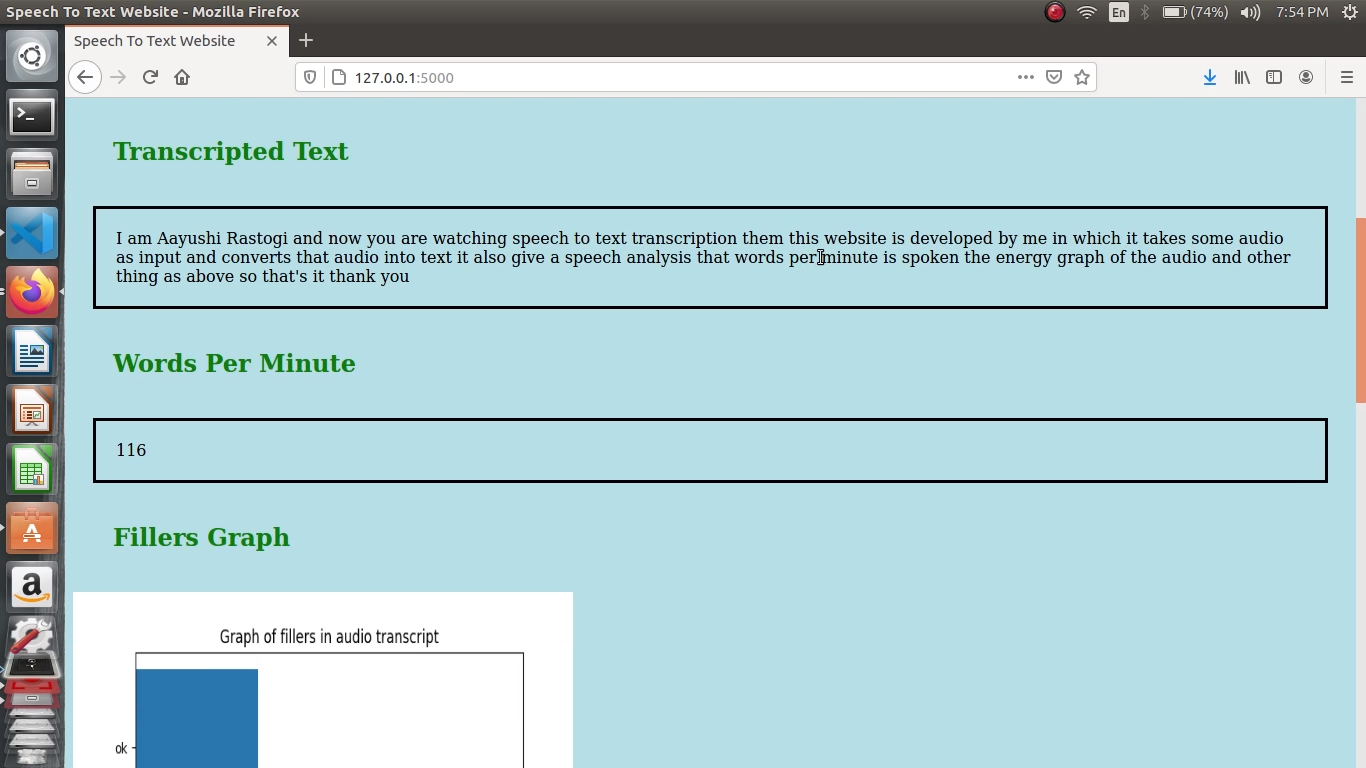 Speech To Text Website - Mozilla Firefox
En
(74%)
7:54 PM
Speech To Text Website
127.0.0.1:5000
Transcripted Text
I am Aayushi Rastogi and now you are watching speech to text transcription them this website is developed by me in which it takes some audio
as input and converts that audio into text it also give a speech analysis that words per minute is spoken the energy graph of the audio and other
thing as above so that's it thank you
Words Per Minute
116
Fillers Graph
Graph of fillers in audio transcript
ok